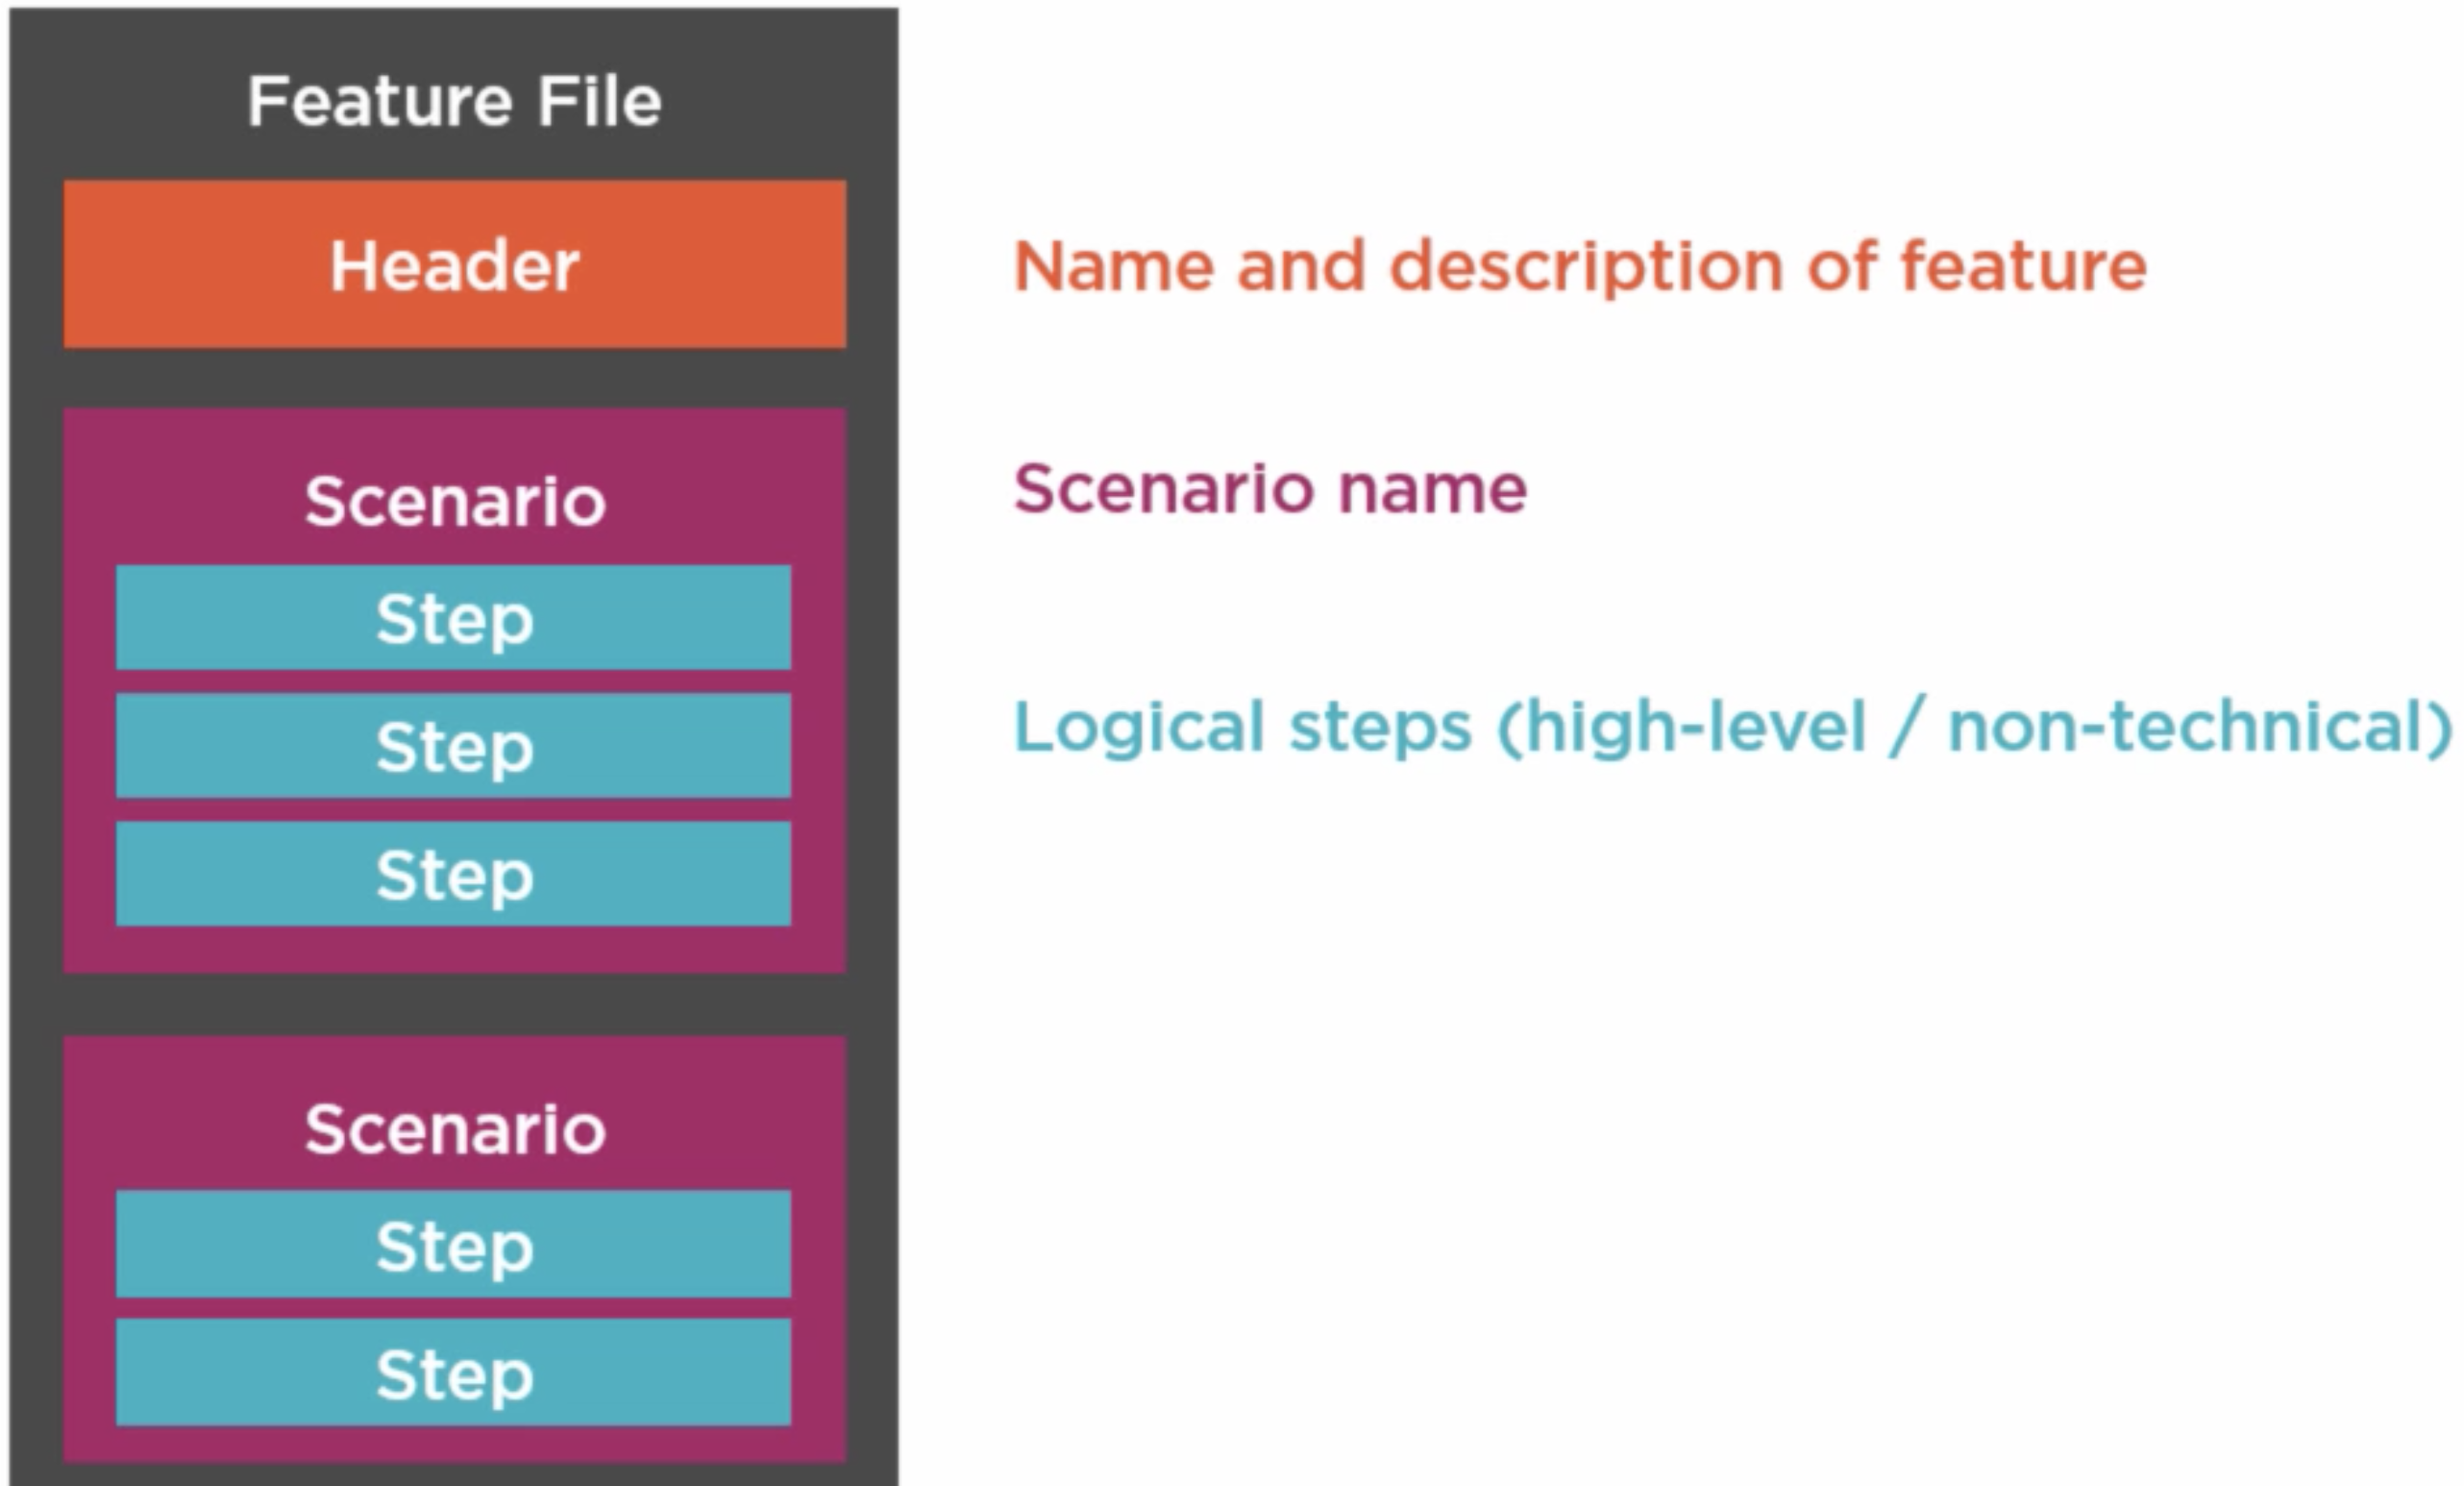 Feature File
Header
Name and description of feature
Scenario
Scenario name
Step
Step
Logical steps (high-level / non-technical)
Step
Scenario
Step
Step